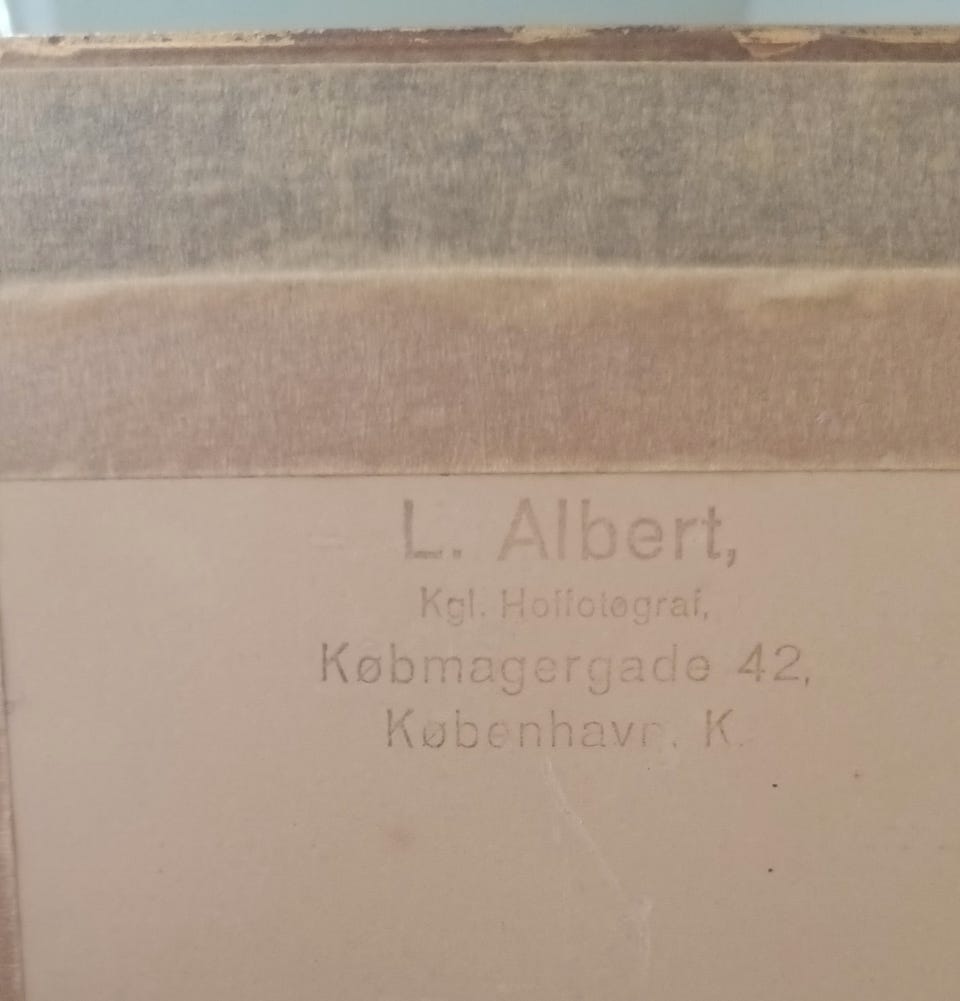 L. Albert,
Kgl. Hoffotograf,
Købmagergade 42,
København. K.